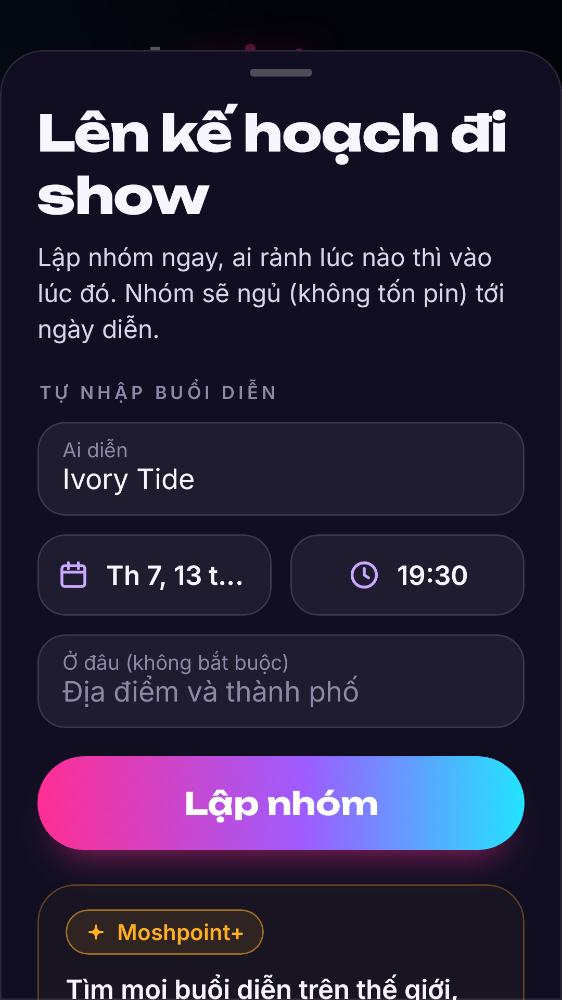 Lên kế hoạch đi
show
Lập nhóm ngay, ai rảnh lúc nào thì vào
lúc đó. Nhóm sẽ ngủ (không tốn pin) tới
ngày diễn.
TỰ NHẬP BUỔI DIỄN
Ai diễn
Ivory Tide
Th 7, 13 t...
19:30
Ở đâu (không bắt buộc)
Địa điểm và thành phố
Lập nhóm
Moshpoint+
Tìm mọi buổi diễn trên thế giới,